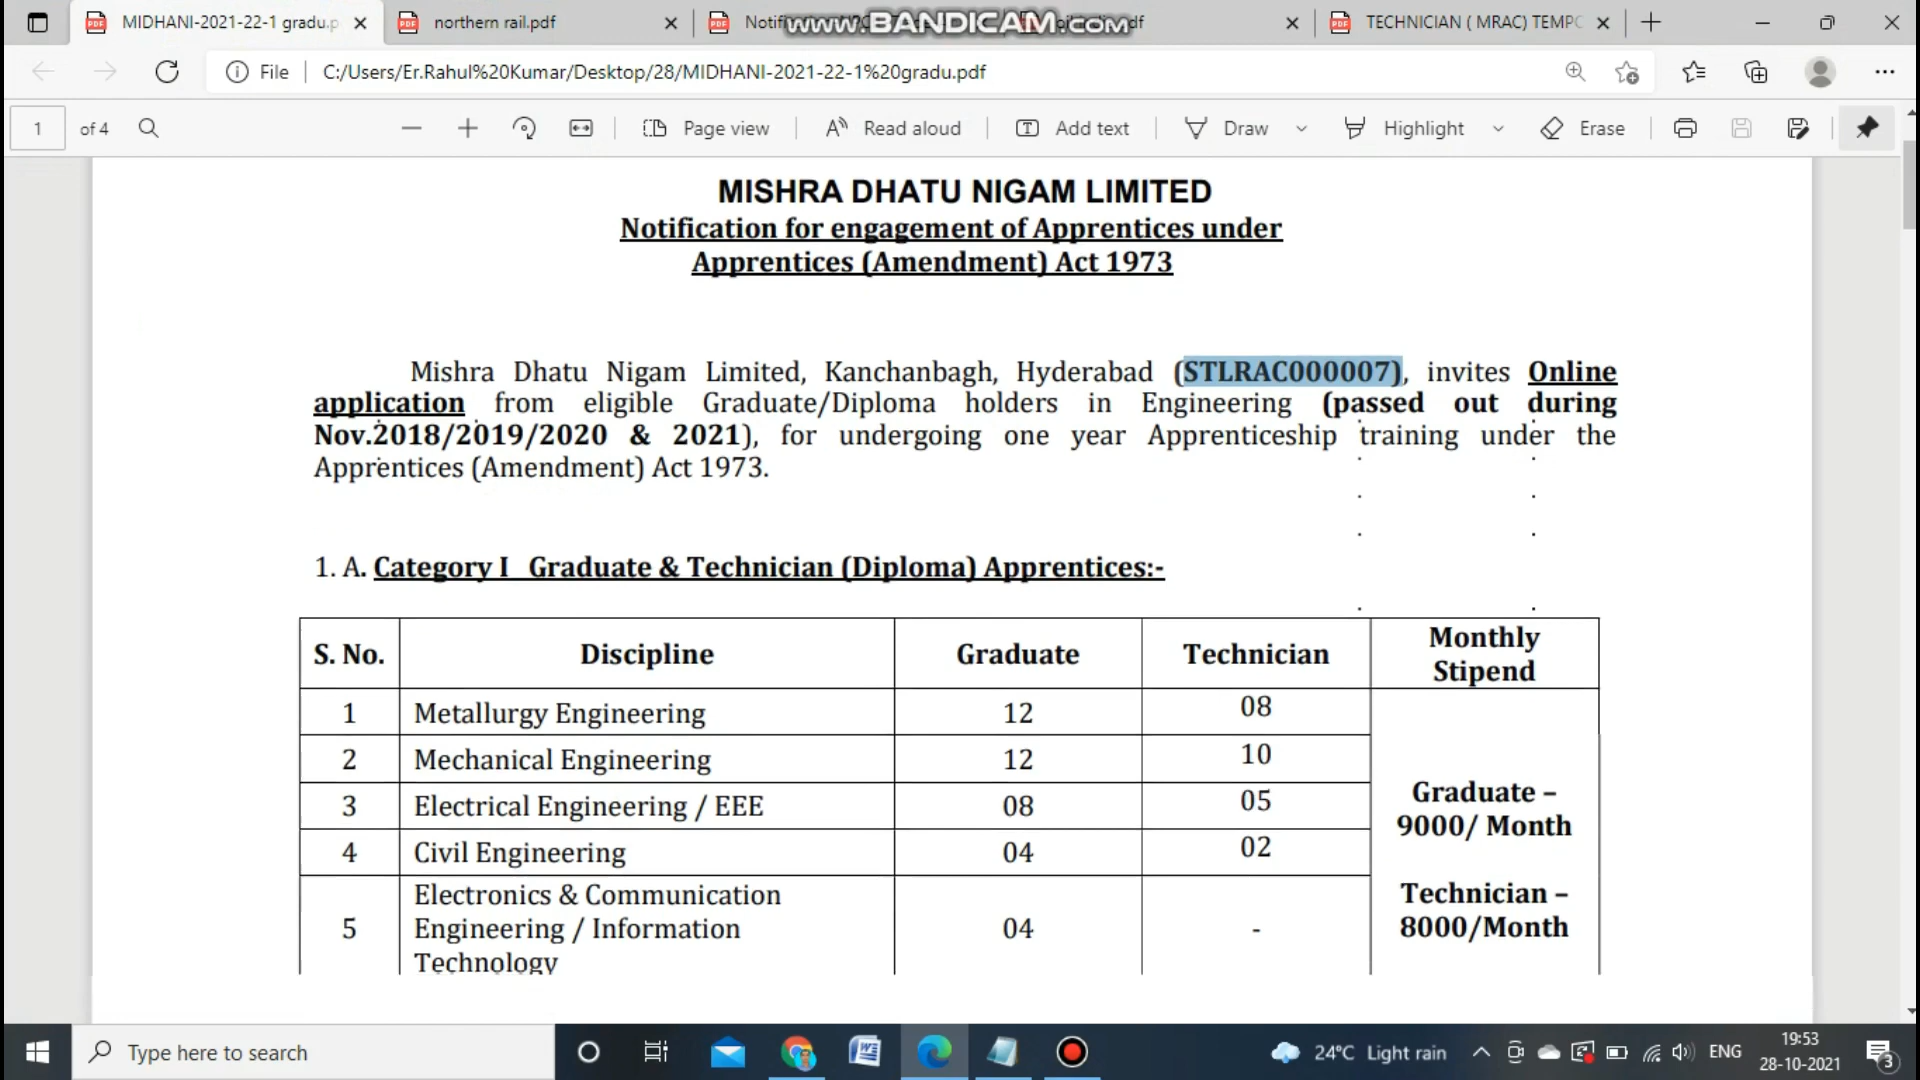 MIDHANI-2021-22-1 gradu.p
northern rail.pdf
Notifi
www.BANDICAM.com
df
TECHNICIAN ( MRAC) TEMPO
File
C:/Users/Er.Rahul%20Kumar/Desktop/28/MIDHANI-2021-22-1%20gradu.pdf
1 of 4
Page view
Read aloud
Add text
Draw
Highlight
Erase
MISHRA DHATU NIGAM LIMITED
Notification for engagement of Apprentices under
Apprentices (Amendment) Act 1973
Mishra Dhatu Nigam Limited, Kanchanbagh, Hyderabad (STLRAC000007), invites Online
application from eligible Graduate/Diploma holders in Engineering (passed out during
Nov.2018/2019/2020 & 2021), for undergoing one year Apprenticeship training under the
Apprentices (Amendment) Act 1973.
1. A. Category I Graduate & Technician (Diploma) Apprentices:-
S. No. Discipline Graduate Technician Monthly
Stipend
1 Metallurgy Engineering 12 08
2 Mechanical Engineering 12 10
3 Electrical Engineering / EEE 08 05
4 Civil Engineering 04 02
Graduate –
9000/ Month
Technician –
8000/Month
Electronics & Communication
5 Engineering / Information 04 -
Technology
Type here to search
24°C Light rain
ENG
19:53
28-10-2021
3